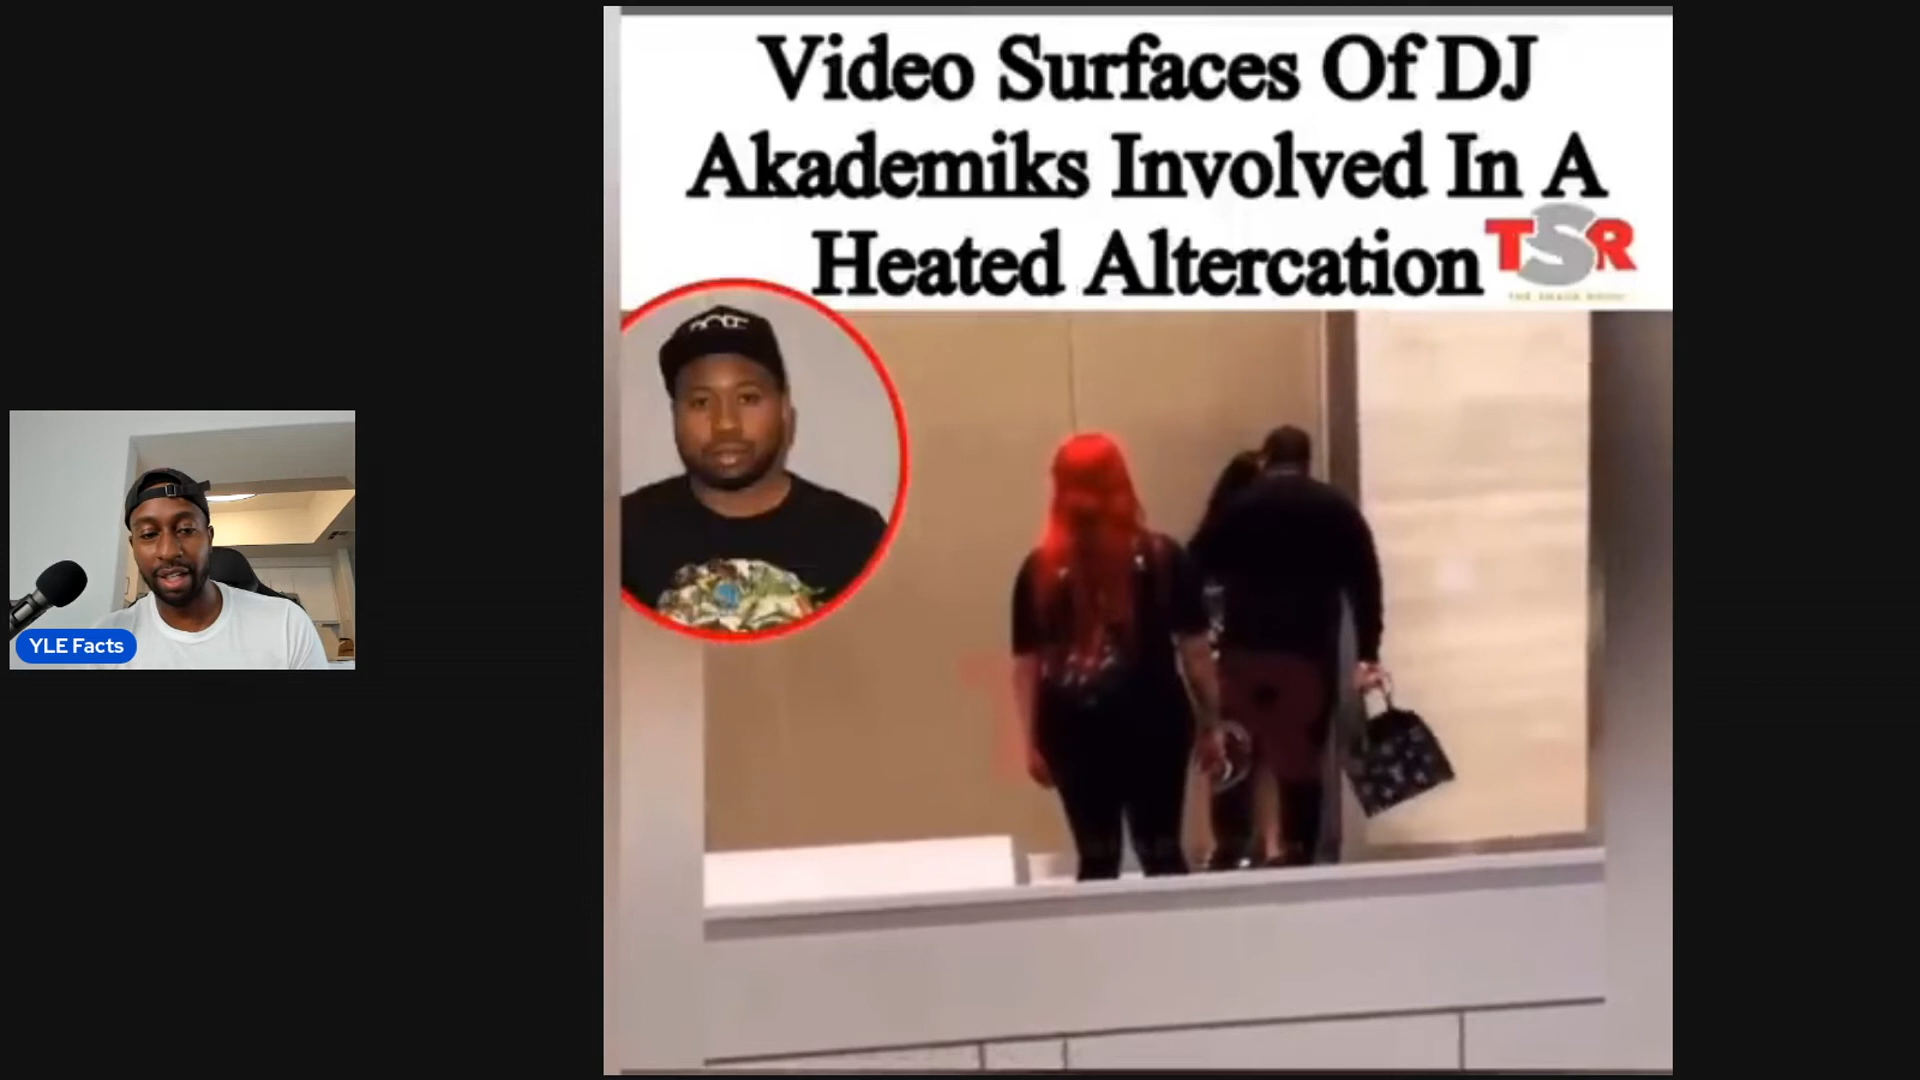 Video Surfaces Of DJ
Akademiks Involved In A
Heated Altercation
TSR
YLE Facts